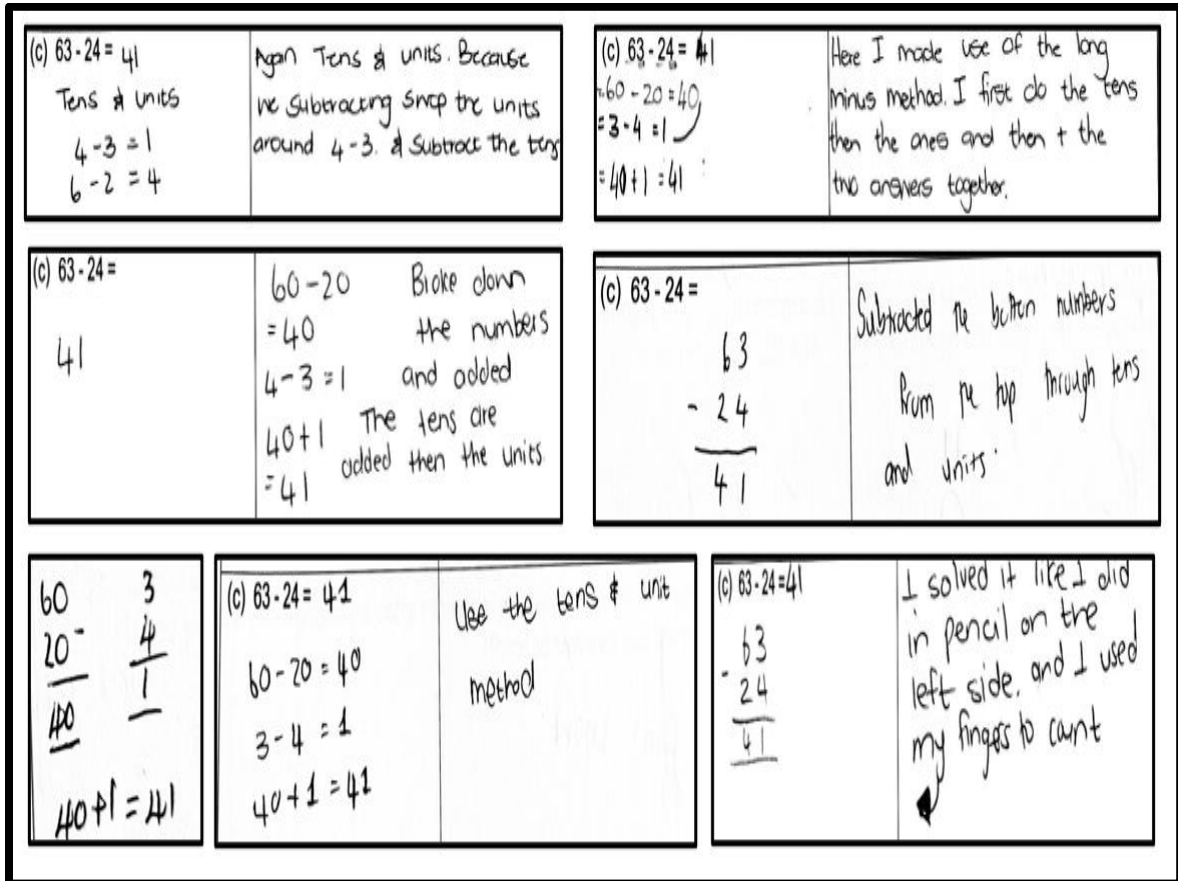 (c) 63 - 24 = 41
Tens & units
4 - 3 = 1
6 - 2 = 4
Agan Tens & units. Because
we subtracting swop the units
around 4-3. & Subtract the tens
(c) 63 - 24 = 41
= 60 - 20 = 40
= 3 - 4 = 1
= 40 + 1 = 41
Here I made use of the long
minus method. I first do the tens
then the ones and then + the
two answers together.
(c) 63 - 24 =
41
60 - 20
= 40
4 - 3 = 1
40 + 1
= 41
Broke down
the numbers
and added
The tens are
added then the units
(c) 63 - 24 =
63
- 24
41
Subtracted the bottom numbers
from the top through tens
and units.
60
20 -
40
3
4
1
40 + 1 = 41
(c) 63 - 24 = 41
60 - 20 = 40
3 - 4 = 1
40 + 1 = 41
Use the tens & unit
method
(c) 63 - 24 = 41
63
- 24
41
I solved it like I did
in pencil on the
left side, and I used
my fingers to count